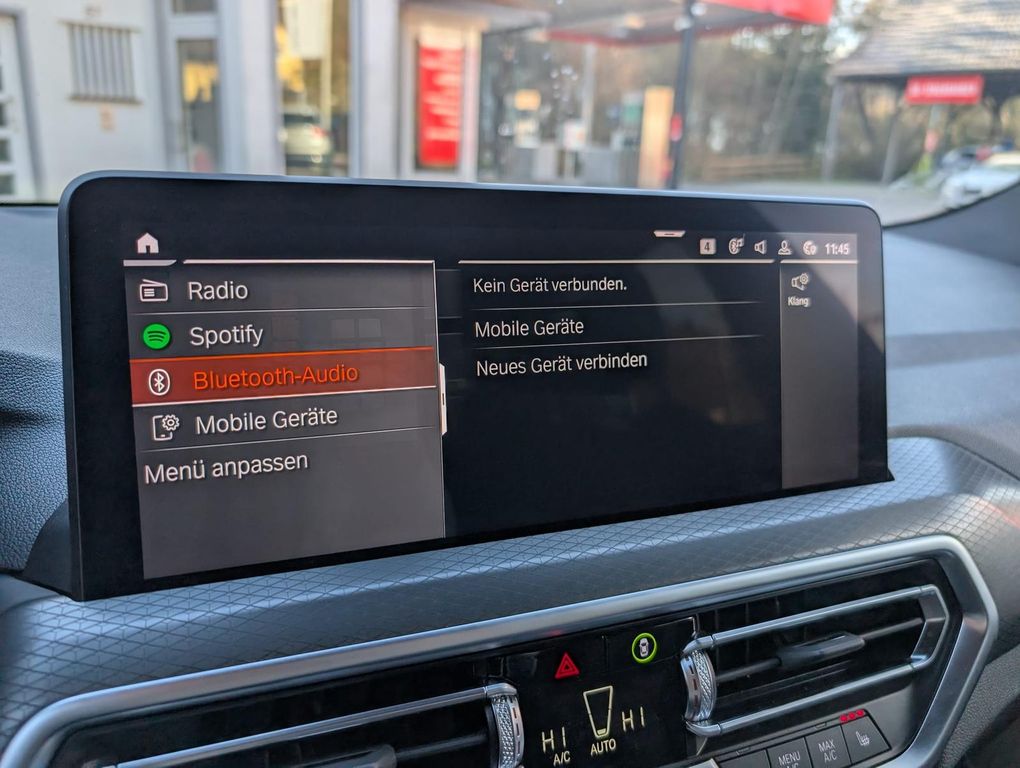 4
11:45
Radio
Spotify
Bluetooth-Audio
Mobile Geräte
Menü anpassen
Kein Gerät verbunden.
Mobile Geräte
Neues Gerät verbinden
Klang
HI
A/C
AUTO
HI
MENU
MAX
A/C